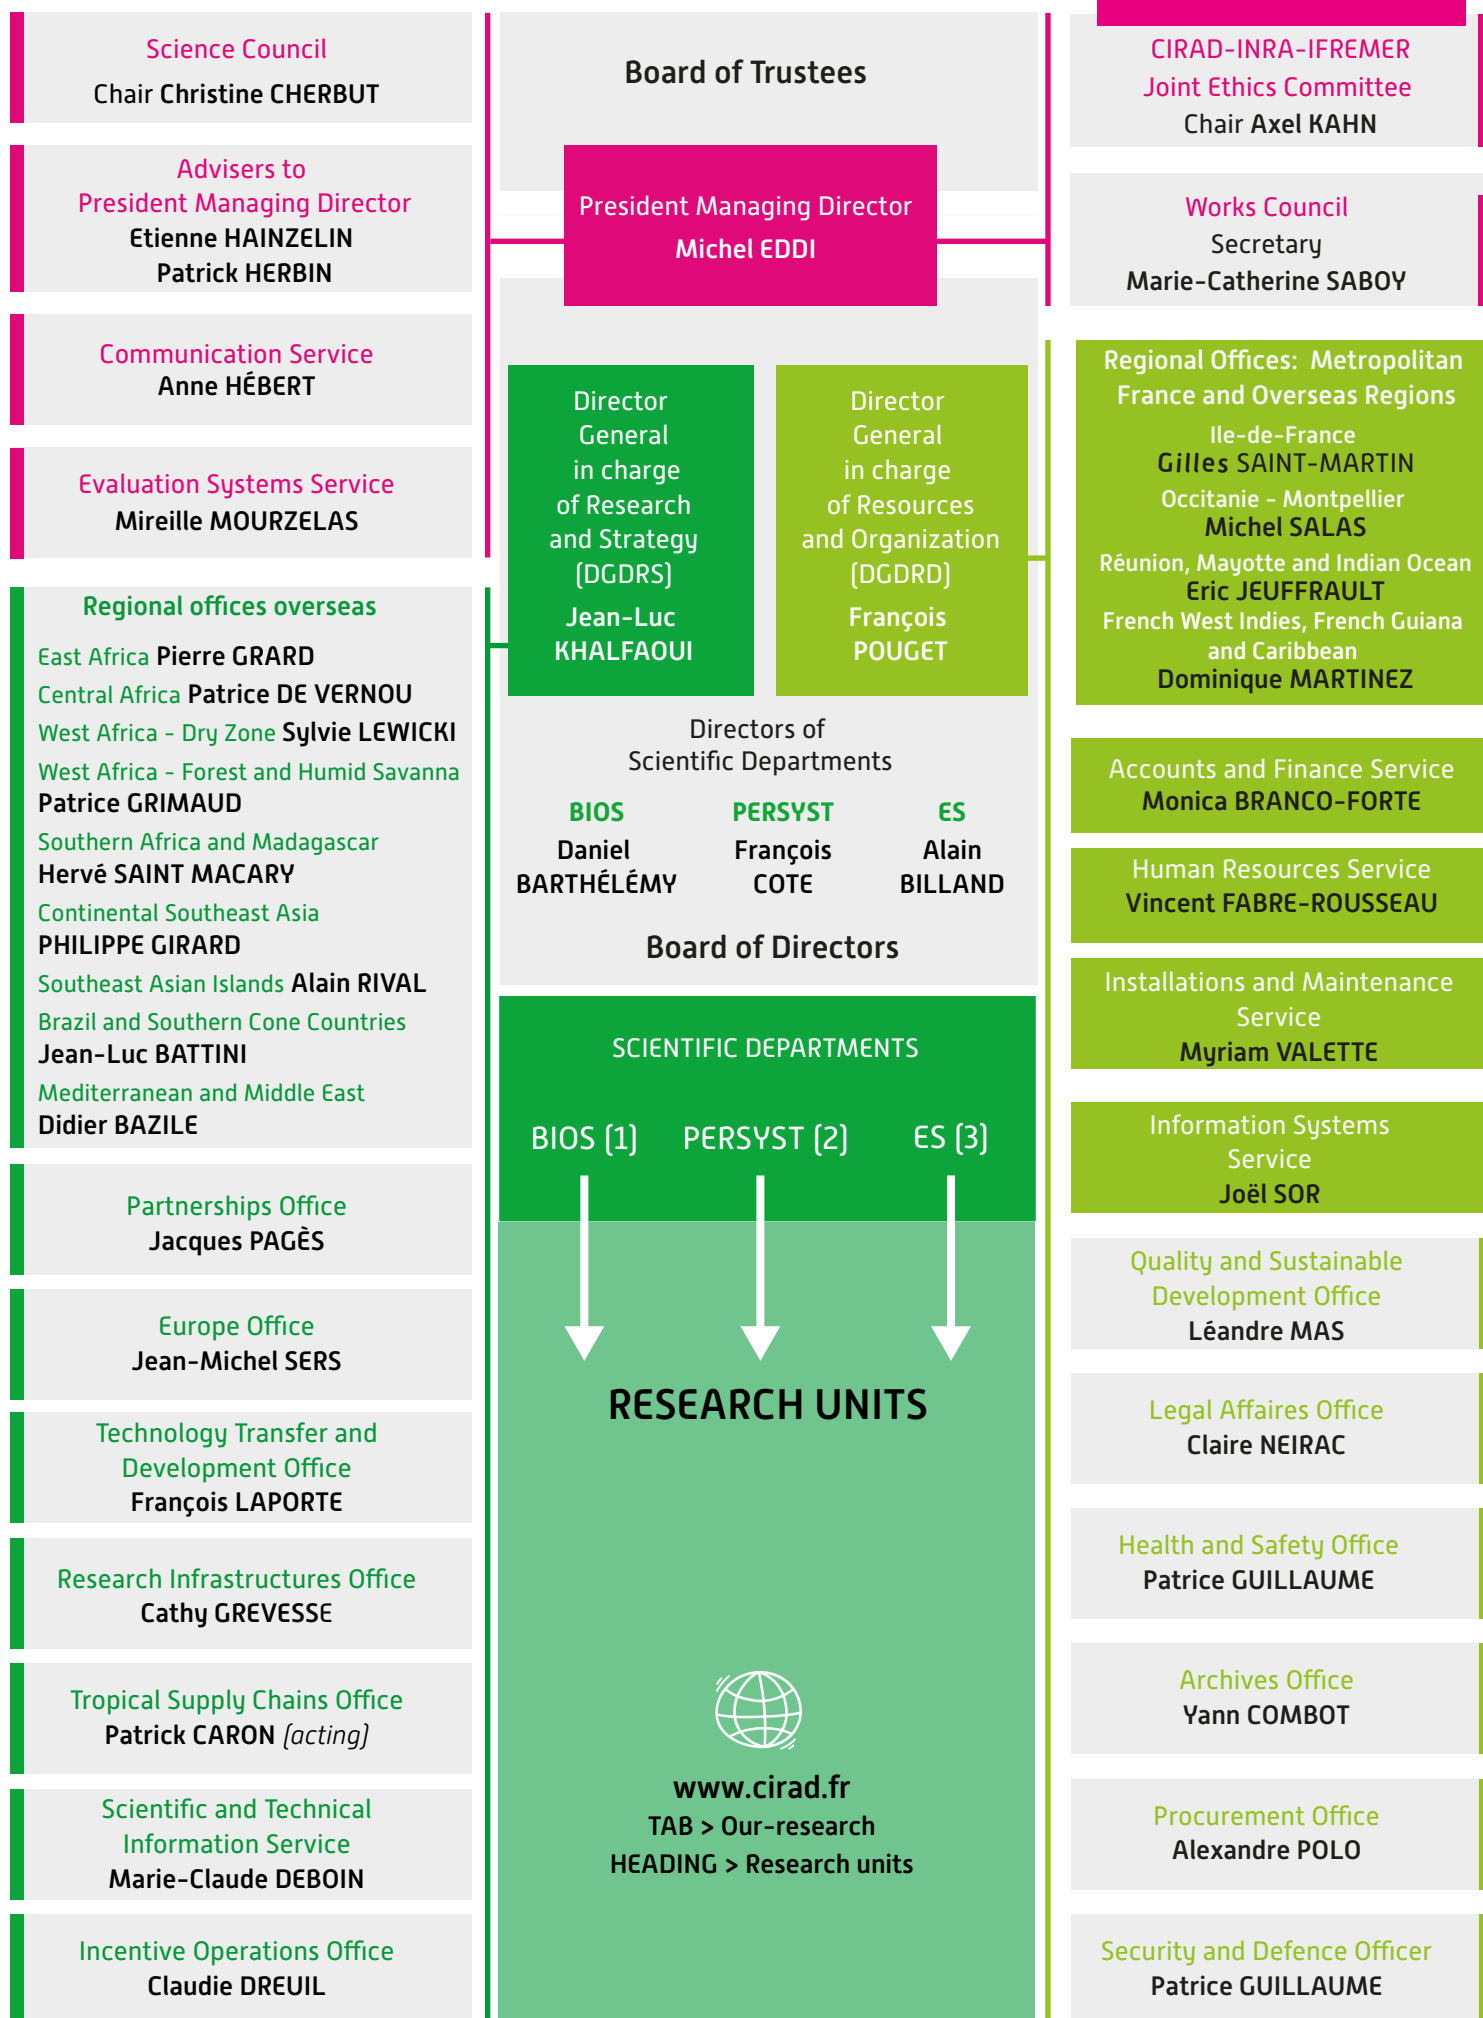 Science Council
Chair Christine CHERBUT
Advisers to
President Managing Director
Etienne HAINZELIN
Patrick HERBIN
Communication Service
Anne HÉBERT
Evaluation Systems Service
Mireille MOURZELAS
Regional offices overseas
East Africa Pierre GRARD
Central Africa Patrice DE VERNOU
West Africa - Dry Zone Sylvie LEWICKI
West Africa - Forest and Humid Savanna
Patrice GRIMAUD
Southern Africa and Madagascar
Hervé SAINT MACARY
Continental Southeast Asia
PHILIPPE GIRARD
Southeast Asian Islands Alain RIVAL
Brazil and Southern Cone Countries
Jean-Luc BATTINI
Mediterranean and Middle East
Didier BAZILE
Partnerships Office
Jacques PAGÈS
Europe Office
Jean-Michel SERS
Technology Transfer and
Development Office
François LAPORTE
Research Infrastructures Office
Cathy GREVESSE
Tropical Supply Chains Office
Patrick CARON (acting)
Scientific and Technical
Information Service
Marie-Claude DEBOIN
Incentive Operations Office
Claudie DREUIL
Board of Trustees
President Managing Director
Michel EDDI
Director
General
in charge
of Research
and Strategy
(DGDRS)
Jean-Luc
KHALFAOUI
Director
General
in charge
of Resources
and Organization
(DGDRD)
François
POUGET
Directors of
Scientific Departments
BIOS
Daniel
BARTHÉLÉMY
PERSYST
François
COTE
ES
Alain
BILLAND
Board of Directors
SCIENTIFIC DEPARTMENTS
BIOS (1) PERSYST (2) ES (3)
RESEARCH UNITS
www.cirad.fr
TAB > Our-research
HEADING > Research units
CIRAD-INRA-IFREMER
Joint Ethics Committee
Chair Axel KAHN
Works Council
Secretary
Marie-Catherine SABOY
Regional Offices: Metropolitan
France and Overseas Regions
Ile-de-France
Gilles SAINT-MARTIN
Occitanie - Montpellier
Michel SALAS
Réunion, Mayotte and Indian Ocean
Eric JEUFFRAULT
French West Indies, French Guiana
and Caribbean
Dominique MARTINEZ
Accounts and Finance Service
Monica BRANCO-FORTE
Human Resources Service
Vincent FABRE-ROUSSEAU
Installations and Maintenance
Service
Myriam VALETTE
Information Systems
Service
Joël SOR
Quality and Sustainable
Development Office
Léandre MAS
Legal Affaires Office
Claire NEIRAC
Health and Safety Office
Patrice GUILLAUME
Archives Office
Yann COMBOT
Procurement Office
Alexandre POLO
Security and Defence Officer
Patrice GUILLAUME